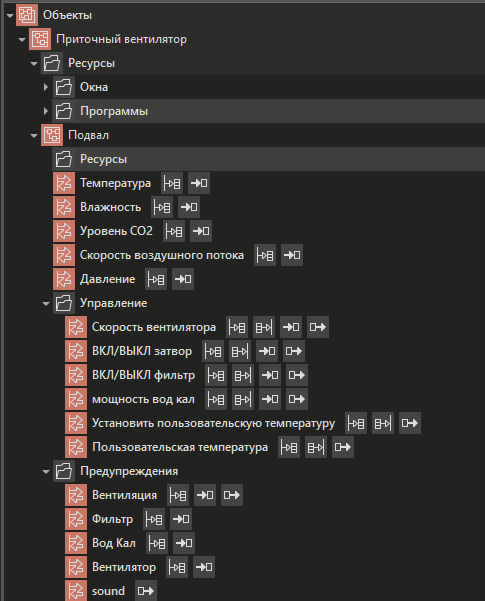 Объекты
Приточный вентилятор
Ресурсы
Окна
Программы
Подвал
Ресурсы
Температура
Влажность
Уровень CO2
Скорость воздушного потока
Давление
Управление
Скорость вентилятора
ВКЛ/ВЫКЛ затвор
ВКЛ/ВЫКЛ фильтр
мощность вод кал
Установить пользовательскую температуру
Пользовательская температура
Предупреждения
Вентиляция
Фильтр
Вод Кал
Вентилятор
sound